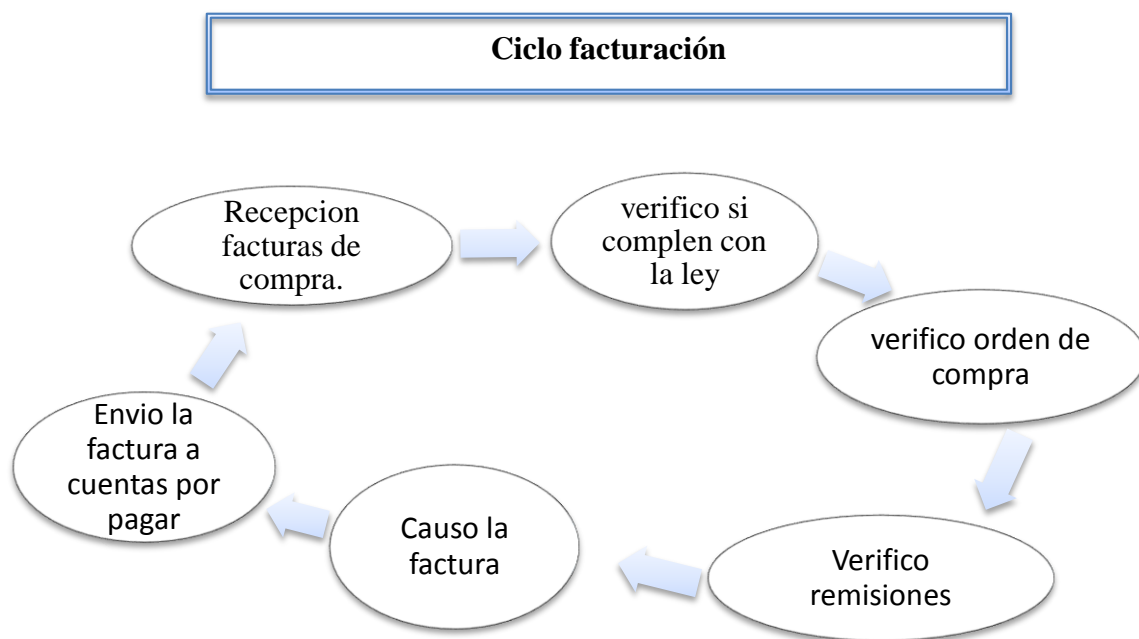 Ciclo facturación
Recepcion
facturas de
compra.
verifico si
complen con
la ley
verifico orden de
compra
Verifico
remisiones
Causo la
factura
Envio la
factura a
cuentas por
pagar